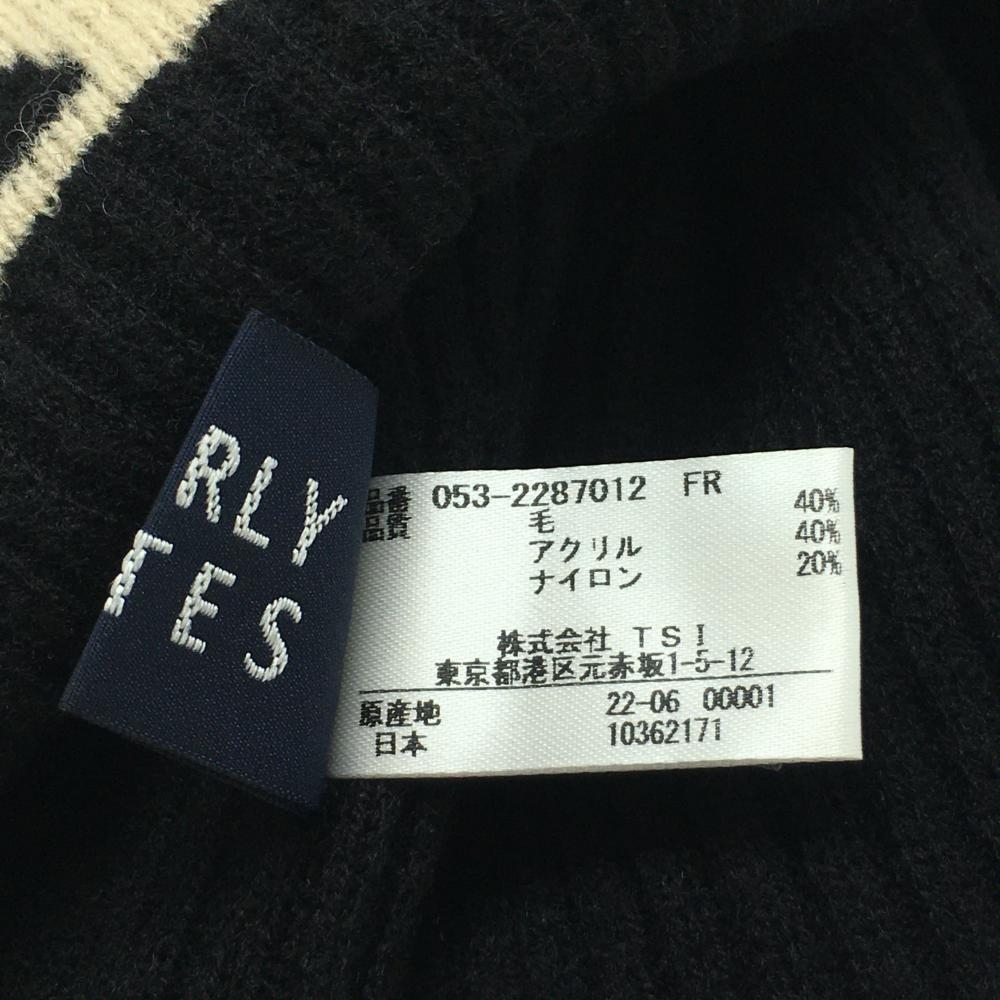 RLY
TES
品番 053-2287012 FR
品質 毛 40%
アクリル 40%
ナイロン 20%
株式会社 TSI
東京都港区元赤坂1-5-12
原産地 22-06 00001
日本 10362171